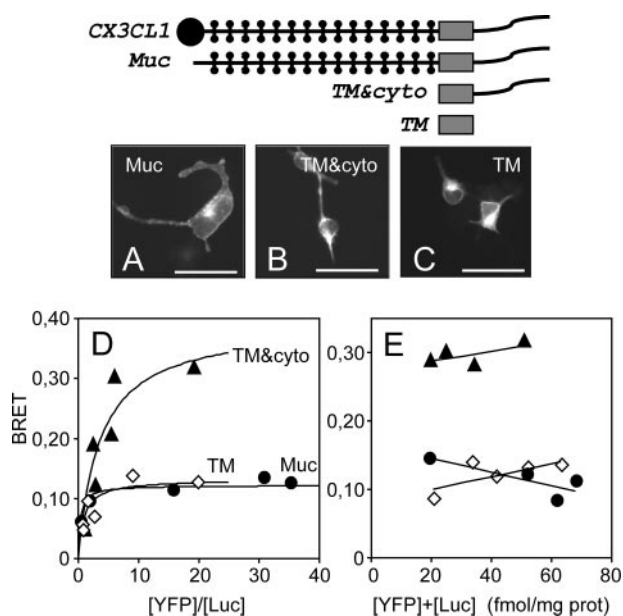 CX3CL1
Muc
TM&cyto
TM
Muc TM&cyto TM
A B C
0,40 D
TM&cyto
0,30
BRET
0,20
TM Muc
0,10
0
0 10 20 30 40
[YFP]/[Luc]
E
0,30
0,20
0,10
0
0 20 40 60 80
[YFP]+[Luc] (fmol/mg prot)